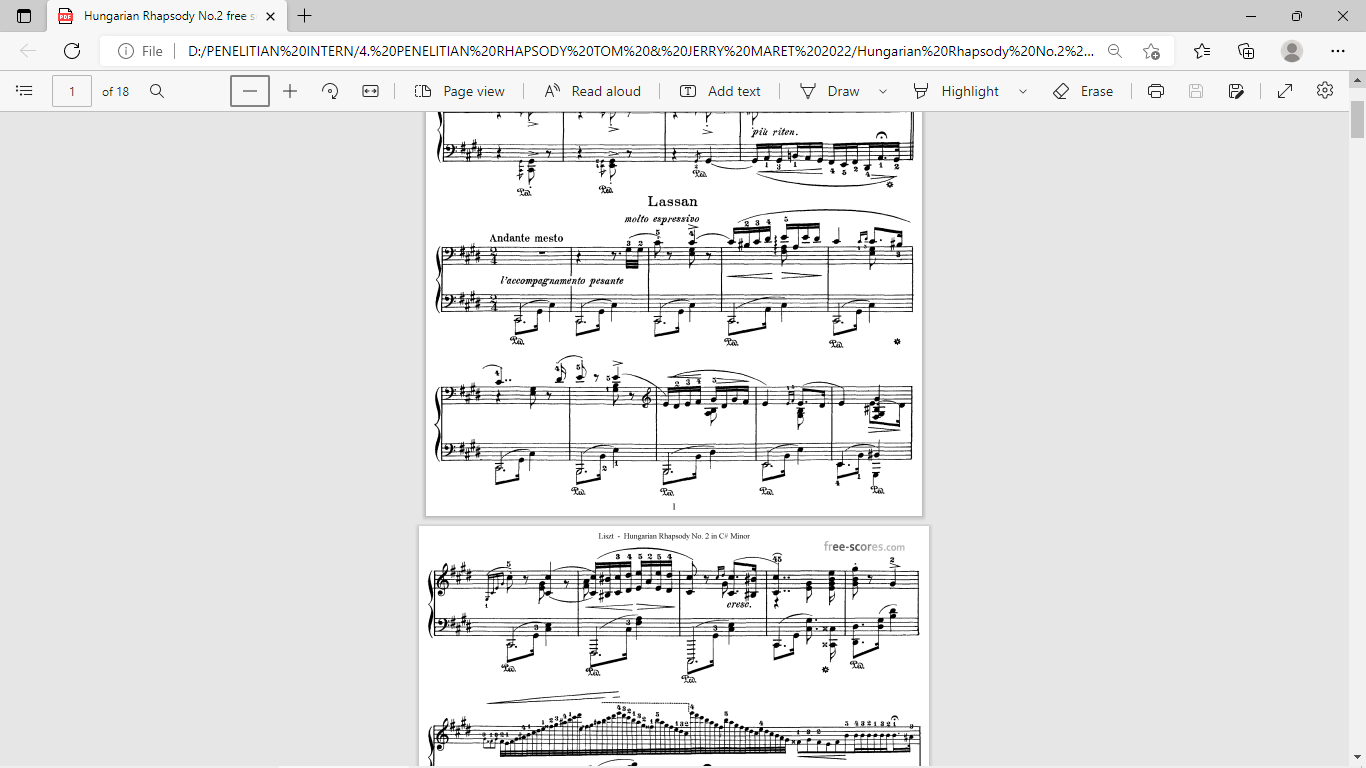 Hungarian Rhapsody No.2 free s
File
D:/PENELITIAN%20INTERN/4.%20PENELITIAN%20RHAPSODY%20TOM%20&%20JERRY%20MARET%202022/Hungarian%20Rhapsody%20No.2%2...
1 of 18
Page view
Read aloud
Add text
Draw
Highlight
Erase
più riten.
Lassan
molto espressivo
Andante mesto
l'accompagnamento pesante
1
Liszt - Hungarian Rhapsody No. 2 in C# Minor
free-scores.com
cresc.